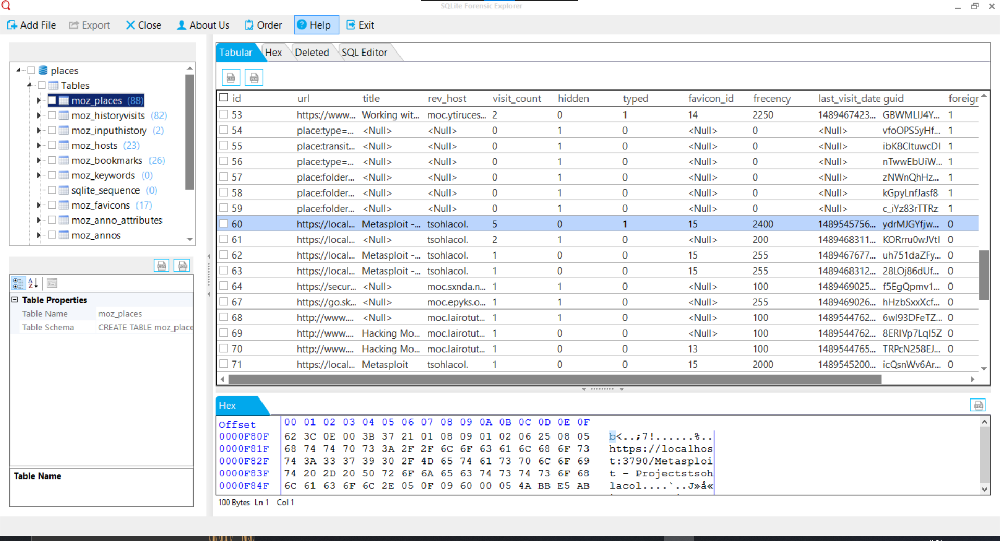 SQLite Forensic Explorer
Add File Export Close About Us Order Help Exit
places
Tables
moz_places (88)
moz_historyvisits (82)
moz_inputhistory (2)
moz_hosts (23)
moz_bookmarks (26)
moz_keywords (0)
sqlite_sequence (0)
moz_favicons (17)
moz_anno_attributes
moz_annos
Table Properties
Table Name moz_places
Table Schema CREATE TABLE moz_place
Table Name
Tabular Hex Deleted SQL Editor
id url title rev_host visit_count hidden typed favicon_id frecency last_visit_date guid foreigr
53 https://www.... Working wit... moc.ytiruces... 2 0 1 14 2250 1489467423... GBWMLIJ4Y... 1
54 place:type=... <Null> <Null> 0 1 0 <Null> 0 <Null> vfoOPS5yHf... 1
55 place:transit... <Null> <Null> 0 1 0 <Null> 0 <Null> ibK8CItuwcDI 1
56 place:type=... <Null> <Null> 0 1 0 <Null> 0 <Null> nTwwEbUiW... 1
57 place:folder... <Null> <Null> 0 1 0 <Null> 0 <Null> zNWnQhHz... 1
58 place:folder... <Null> <Null> 0 1 0 <Null> 0 <Null> kGpyLnfJasf8 1
59 place:folder... <Null> <Null> 0 1 0 <Null> 0 <Null> c_iYz83rTTRz 1
60 https://local... Metasploit -... tsohlacol. 5 0 1 15 2400 1489545756... ydrMJGYfjw... 0
61 https://local... <Null> tsohlacol. 2 1 0 <Null> 200 1489468311... KORrru0wJVtI 0
62 https://local... Metasploit -... tsohlacol. 1 0 0 15 255 1489467677... uh751daZFy... 0
63 https://local... Metasploit -... tsohlacol. 1 0 0 15 255 1489468312... 28LOj86dUf... 0
64 https://secur... <Null> moc.sxnda.n... 1 1 0 <Null> 100 1489469025... f5EgQpmv1... 0
67 https://go.sk... <Null> moc.epyks.o... 1 1 0 <Null> 255 1489469026... hHzbSxxXcf... 0
68 http://www.... <Null> moc.lairotut... 1 1 0 <Null> 100 1489544762... 6wI93DFeTZ... 0
69 http://www.... Hacking Mo... moc.lairotut... 1 0 0 <Null> 100 1489544762... 8ERlVp7LqI5Z 0
70 http://www.... Hacking Mo... moc.lairotut... 1 0 0 13 100 1489544765... TRPcN258EJ... 0
71 https://local... Metasploit tsohlacol. 1 0 0 15 2000 1489545200... icQsnWv6Ar... 0
Hex
Offset 00 01 02 03 04 05 06 07 08 09 0A 0B 0C 0D 0E 0F
0000F80F 62 3C 0E 00 3B 37 21 01 08 09 01 02 06 25 08 05 b<..;7!......%..
0000F81F 68 74 74 70 73 3A 2F 2F 6C 6F 63 61 6C 68 6F 73 https://localhos
0000F82F 74 3A 33 37 39 30 2F 4D 65 74 61 73 70 6C 6F 69 t:3790/Metasploi
0000F83F 74 20 2D 20 50 72 6F 6A 65 63 74 73 74 73 6F 68 t - Projectstsoh
0000F84F 6C 61 63 6F 6C 2E 05 0F 09 60 00 05 4A BB E5 AB lacol....`..J»å«
100 Bytes Ln 1 Col 1